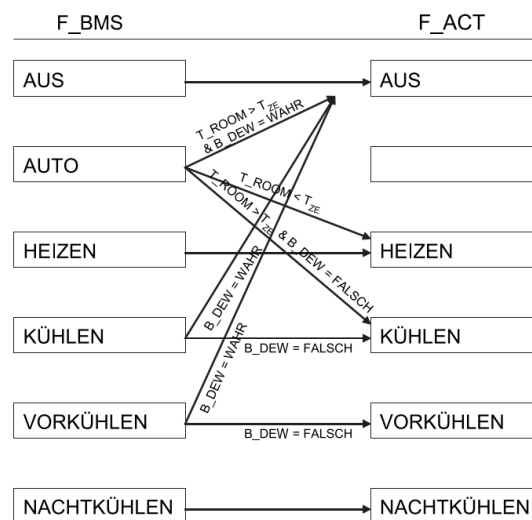 F_BMS
F_ACT
AUS
AUS
T_ROOM > T_ZE
& B_DEW = WAHR
AUTO
T_ROOM < T_ZE
T_ROOM > T_ZE & B_DEW = FALSCH
HEIZEN
HEIZEN
B_DEW = WAHR
KÜHLEN
KÜHLEN
B_DEW = FALSCH
B_DEW = WAHR
VORKÜHLEN
VORKÜHLEN
B_DEW = FALSCH
NACHTKÜHLEN
NACHTKÜHLEN